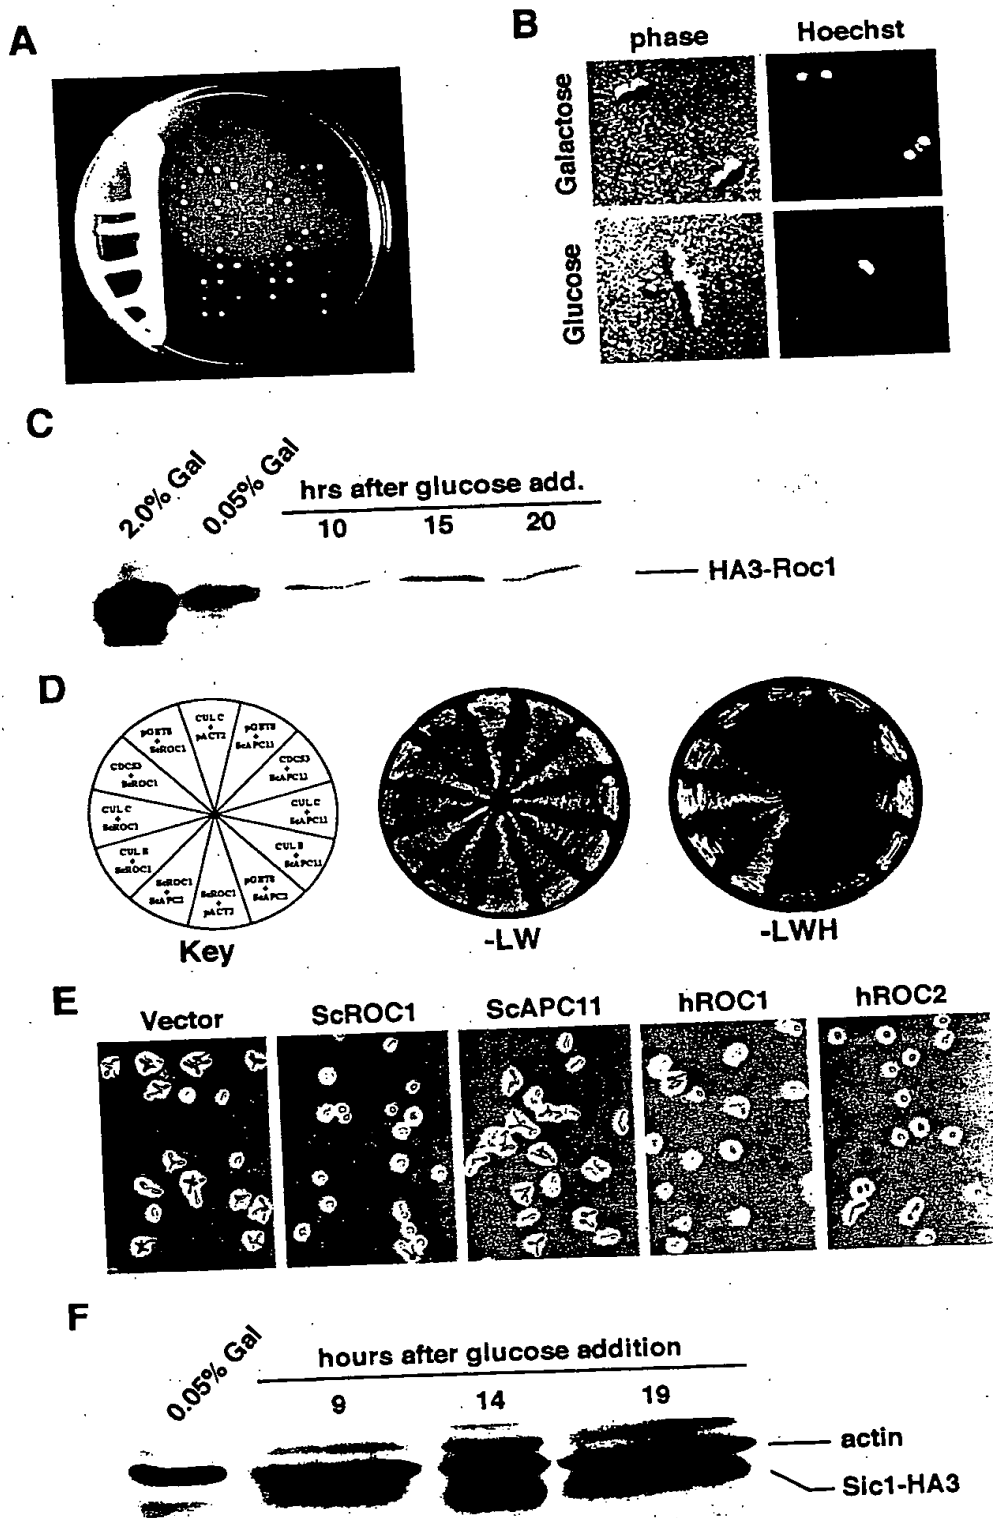 A
B
phase
Hoechst
Galactose
Glucose
C
2.0% Gal
0.05% Gal
hrs after glucose add.
10
15
20
HA3-Roc1
D
CUL C
+
pACT2
pGBT8
+
ScAPC11
CDC53
+
ScAPC11
CUL C
+
ScAPC11
CUL B
+
ScAPC11
pGBT8
+
ScAPC2
ScROC1
+
pACT2
ScROC1
+
ScAPC2
CUL B
+
ScROC1
CUL C
+
ScROC1
CDC53
+
ScROC1
pGBT8
+
ScROC1
Key
-LW
-LWH
E
Vector
ScROC1
ScAPC11
hROC1
hROC2
F
0.05% Gal
hours after glucose addition
9
14
19
actin
Sic1-HA3